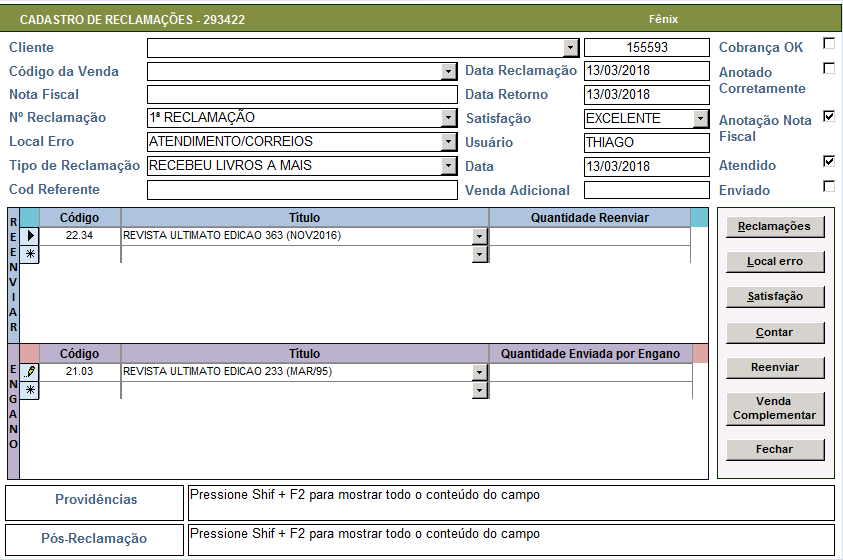 CADASTRO DE RECLAMAÇÕES - 293422 Fênix
Cliente 155593 Cobrança OK
Código da Venda Data Reclamação 13/03/2018 Anotado Corretamente
Nota Fiscal Data Retorno 13/03/2018
Nº Reclamação 1ª RECLAMAÇÃO Satisfação EXCELENTE Anotação Nota Fiscal
Local Erro ATENDIMENTO/CORREIOS Usuário THIAGO
Tipo de Reclamação RECEBEU LIVROS A MAIS Data 13/03/2018 Atendido
Cod Referente Venda Adicional Enviado
REENVIAR
Código Título Quantidade Reenviar
22.34 REVISTA ULTIMATO EDICAO 363 (NOV2016)
ENGANO
Código Título Quantidade Enviada por Engano
21.03 REVISTA ULTIMATO EDICAO 233 (MAR/95)
Reclamações
Local erro
Satisfação
Contar
Reenviar
Venda
Complementar
Fechar
Providências Pressione Shif + F2 para mostrar todo o conteúdo do campo
Pós-Reclamação Pressione Shif + F2 para mostrar todo o conteúdo do campo